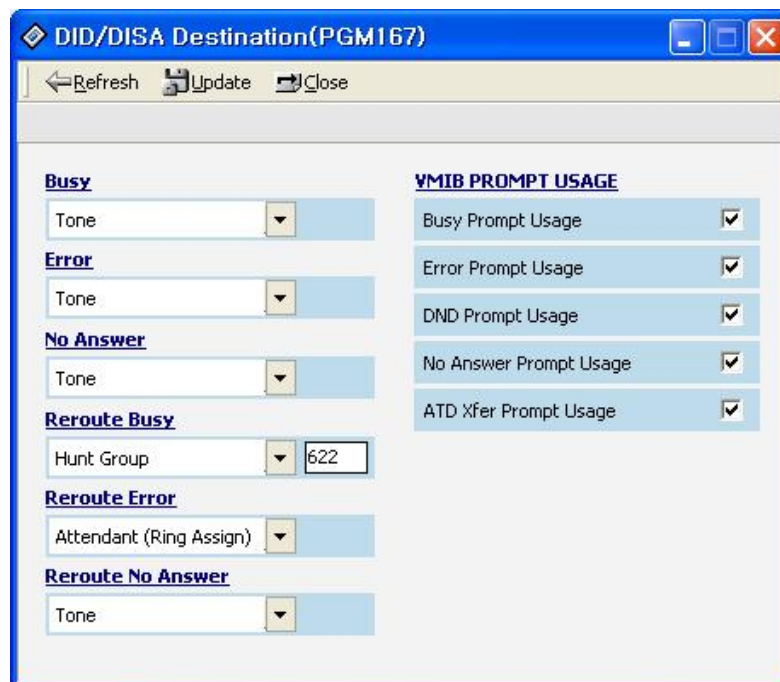 DID/DISA Destination(PGM167)
Refresh Update Close
Busy
Tone
Error
Tone
No Answer
Tone
Reroute Busy
Hunt Group 622
Reroute Error
Attendant (Ring Assign)
Reroute No Answer
Tone
VMIB PROMPT USAGE
Busy Prompt Usage
Error Prompt Usage
DND Prompt Usage
No Answer Prompt Usage
ATD Xfer Prompt Usage